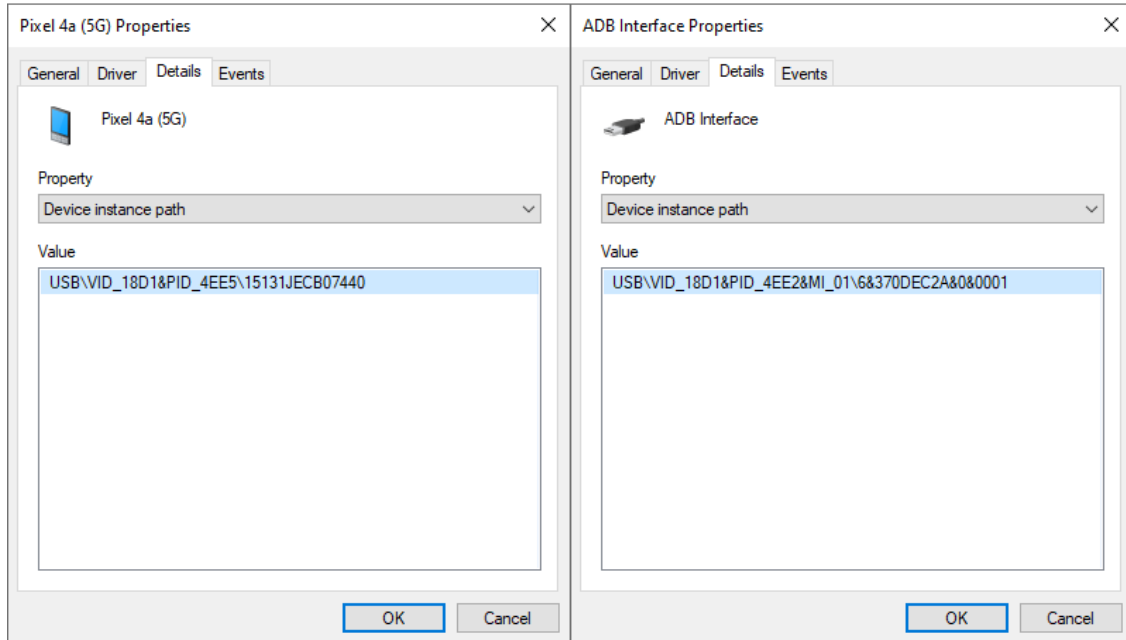 Pixel 4a (5G) Properties
General Driver Details Events
Pixel 4a (5G)
Property
Device instance path
Value
USB\VID_18D1&PID_4EE5\15131JECB07440
OK Cancel
ADB Interface Properties
General Driver Details Events
ADB Interface
Property
Device instance path
Value
USB\VID_18D1&PID_4EE2&MI_01\6&370DEC2A&0&0001
OK Cancel